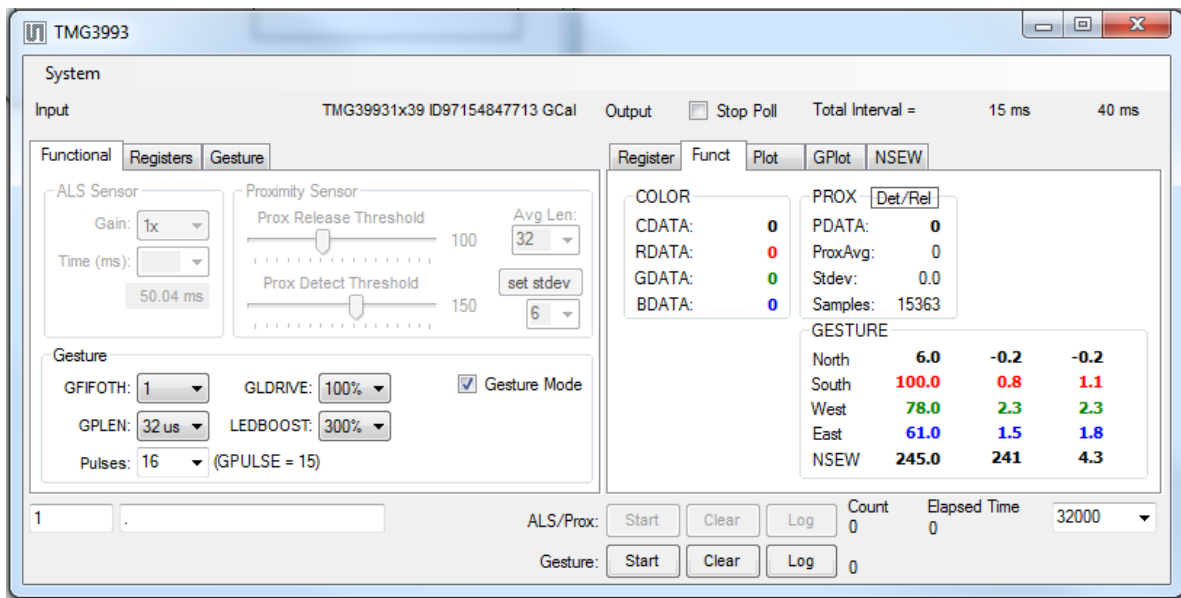 TMG3993
System
Input TMG39931x39 ID97154847713 GCal Output Stop Poll Total Interval = 15 ms 40 ms
Functional Registers Gesture
ALS Sensor
Gain: 1x
Time (ms):
50.04 ms
Proximity Sensor
Prox Release Threshold 100
Avg Len:
32
Prox Detect Threshold 150
set stdev
6
Gesture
GFIFOTH: 1 GLDRIVE: 100% Gesture Mode
GPLEN: 32 us LEDBOOST: 300%
Pulses: 16 (GPULSE = 15)
1 .
Register Funct Plot GPlot NSEW
COLOR
CDATA: 0
RDATA: 0
GDATA: 0
BDATA: 0
PROX Det/Rel
PDATA: 0
ProxAvg: 0
Stdev: 0.0
Samples: 15363
GESTURE
North 6.0 -0.2 -0.2
South 100.0 0.8 1.1
West 78.0 2.3 2.3
East 61.0 1.5 1.8
NSEW 245.0 241 4.3
ALS/Prox: Start Clear Log Count 0 Elapsed Time 0 32000
Gesture: Start Clear Log 0